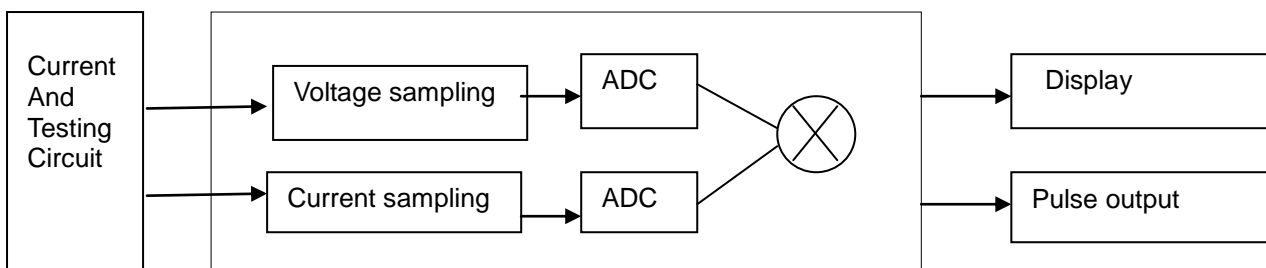 Current
And
Testing
Circuit
Voltage sampling
ADC
Current sampling
ADC
Display
Pulse output